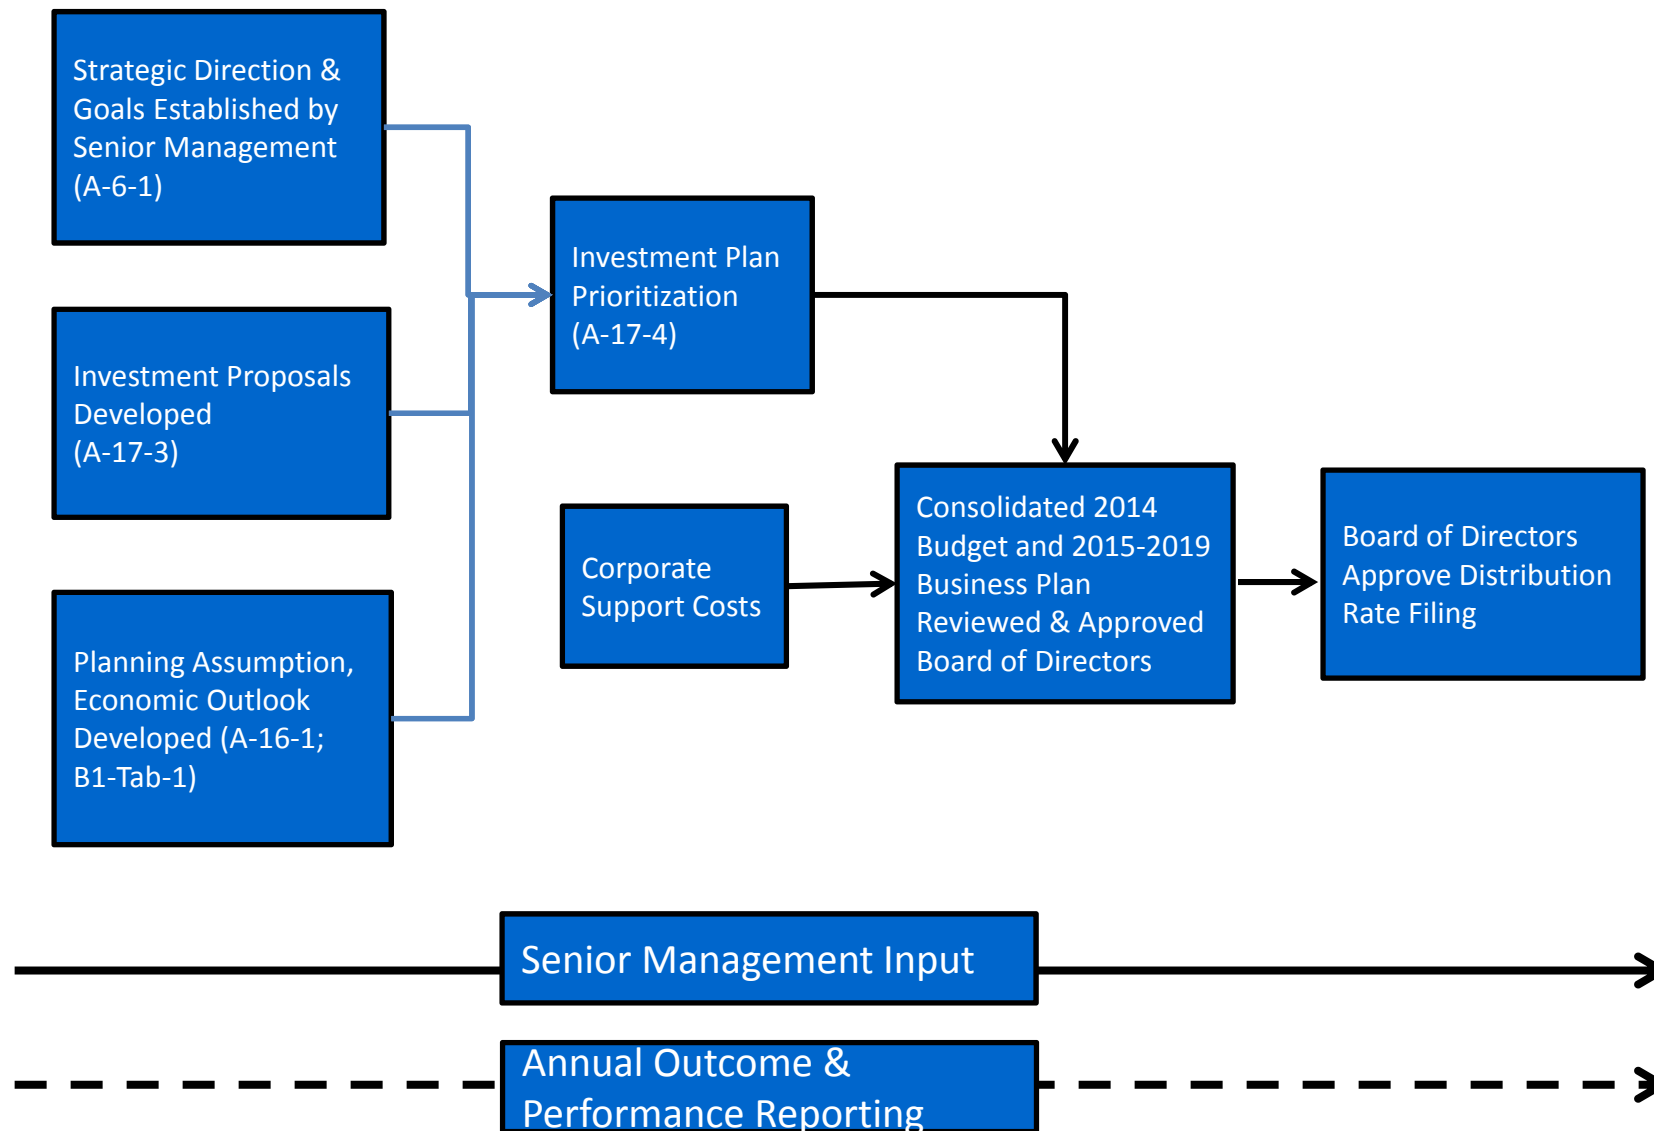 Strategic Direction &
Goals Established by
Senior Management
(A-6-1)
Investment Proposals
Developed
(A-17-3)
Planning Assumption,
Economic Outlook
Developed (A-16-1;
B1-Tab-1)
Investment Plan
Prioritization
(A-17-4)
Corporate
Support Costs
Consolidated 2014
Budget and 2015-2019
Business Plan
Reviewed & Approved
Board of Directors
Board of Directors
Approve Distribution
Rate Filing
Senior Management Input
Annual Outcome &
Performance Reporting